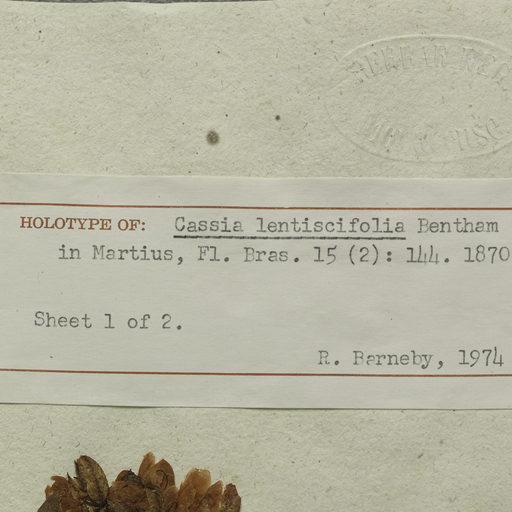 HOLOTYPE OF: Cassia lentiscifolia Bentham
in Martius, Fl. Bras. 15 (2): 144. 1870
Sheet 1 of 2.
R. Barneby, 1974